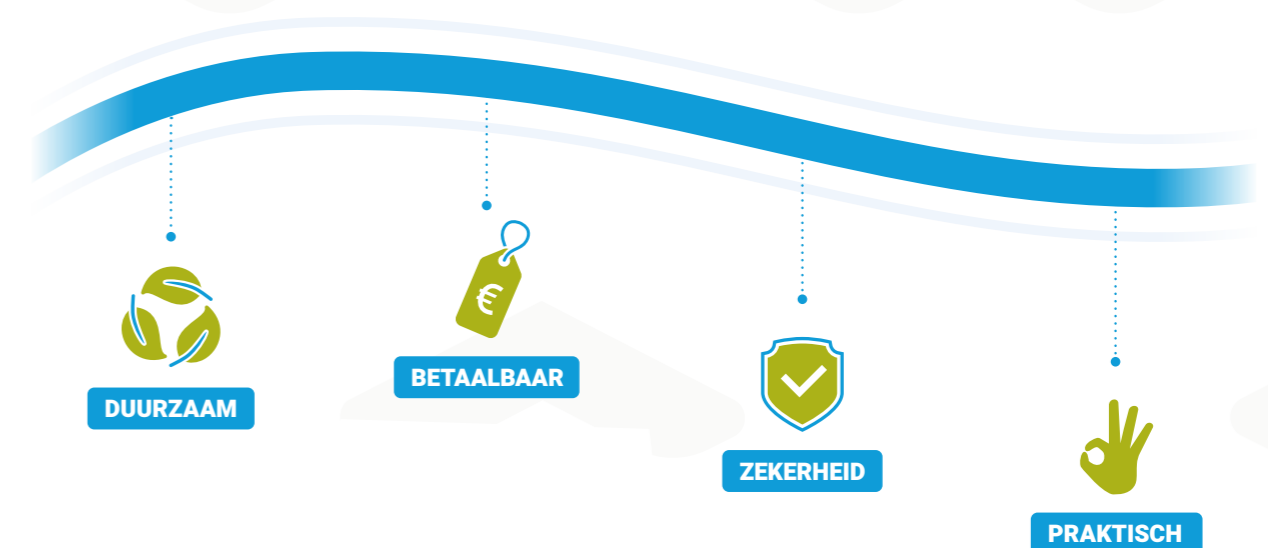 €
DUURZAAM
BETAALBAAR
ZEKERHEID
PRAKTISCH